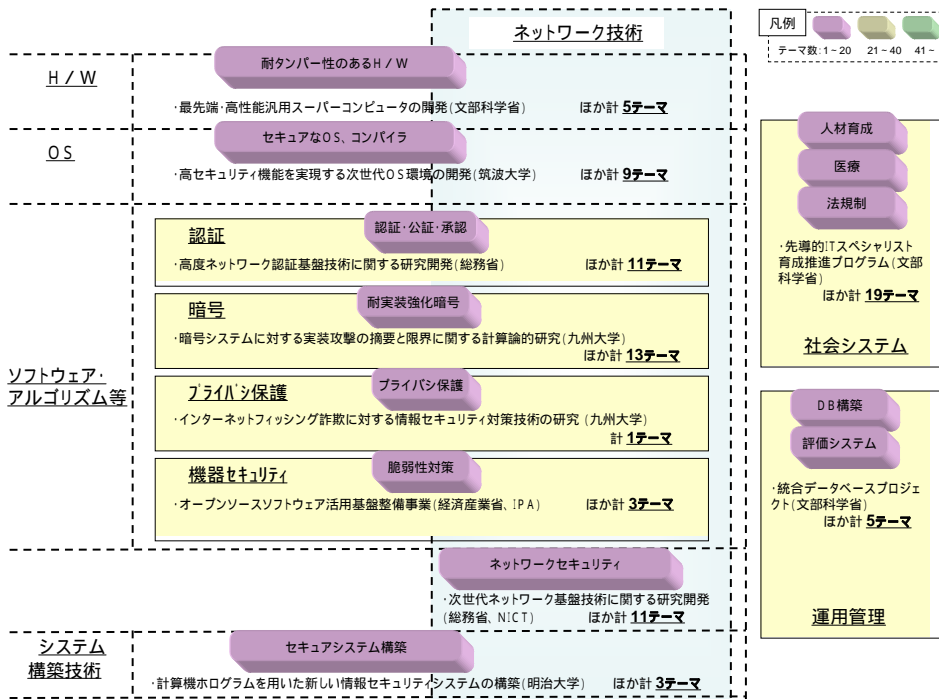 ネットワーク技術
凡例
テーマ数：1～20　21～40　41～
H／W
耐タンパー性のあるH／W
・最先端・高性能汎用スーパーコンピュータの開発(文部科学省)　ほか計 5テーマ
OS
セキュアなOS、コンパイラ
・高セキュリティ機能を実現する次世代OS環境の開発(筑波大学)　ほか計 9テーマ
ソフトウェア・
アルゴリズム等
認証
認証・公証・承認
・高度ネットワーク認証基盤技術に関する研究開発(総務省)　ほか計 11テーマ
暗号
耐実装強化暗号
・暗号システムに対する実装攻撃の摘要と限界に関する計算論的研究(九州大学)
ほか計 13テーマ
プライバシ保護
プライバシ保護
・インターネットフィッシング詐欺に対する情報セキュリティ対策技術の研究 (九州大学)
計 1テーマ
機器セキュリティ
脆弱性対策
・オープンソースソフトウェア活用基盤整備事業(経済産業省、IPA)　ほか計 3テーマ
ネットワークセキュリティ
・次世代ネットワーク基盤技術に関する研究開発
(総務省、NICT)　ほか計 11テーマ
システム
構築技術
セキュアシステム構築
・計算機ホログラムを用いた新しい情報セキュリティシステムの構築(明治大学)　ほか計 3テーマ
人材育成
医療
法規制
・先導的ITスペシャリスト
育成推進プログラム(文部
科学省)
ほか計 19テーマ
社会システム
DB構築
評価システム
・統合データベースプロジェ
クト(文部科学省)
ほか計 5テーマ
運用管理